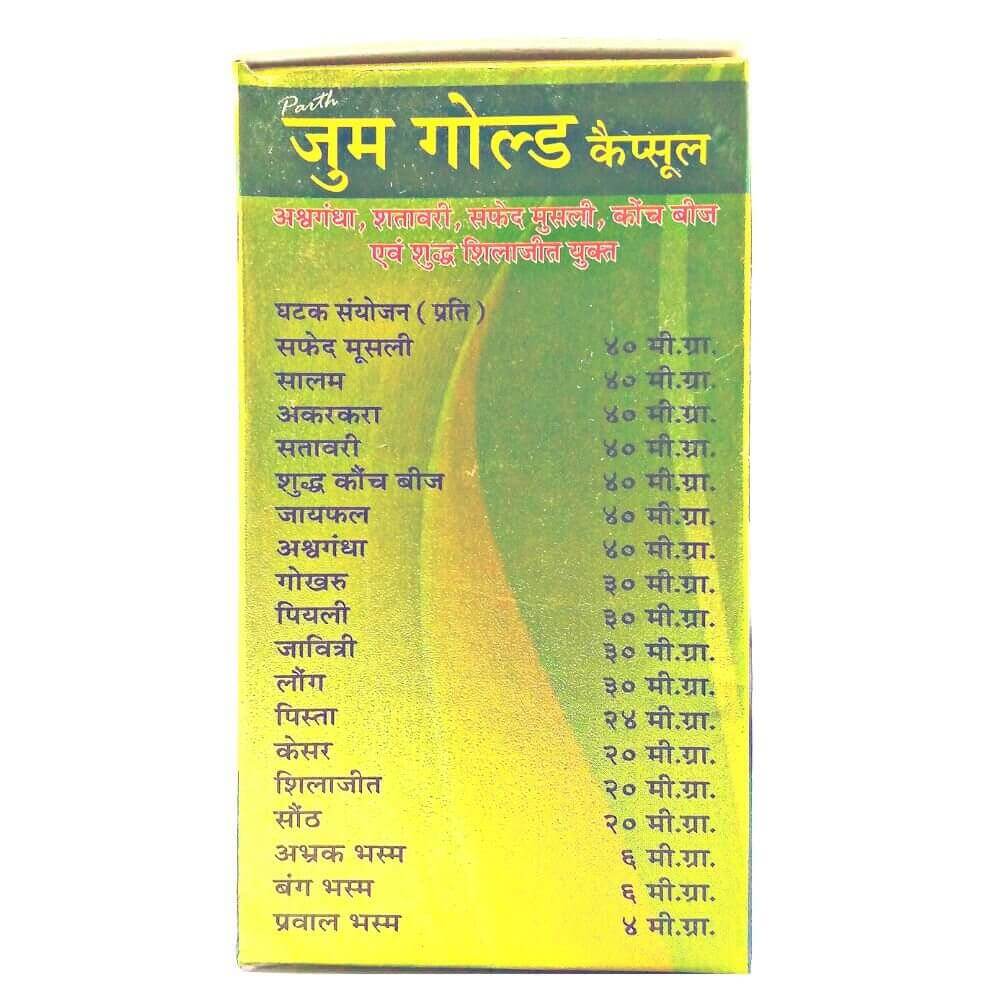 Parth
जुम गोल्ड कैप्सूल
अश्वगंधा, शतावरी, सफेद मुसली, कोंच बीज
एवं शुद्ध शिलाजीत युक्त
घटक संयोजन ( प्रति )
सफेद मूसली ४० मी.ग्रा.
सालम ४० मी.ग्रा.
अकरकरा ४० मी.ग्रा.
सतावरी ४० मी.ग्रा.
शुद्ध कौंच बीज ४० मी.ग्रा.
जायफल ४० मी.ग्रा.
अश्वगंधा ४० मी.ग्रा.
गोखरु ३० मी.ग्रा.
पियली ३० मी.ग्रा.
जावित्री ३० मी.ग्रा.
लौंग ३० मी.ग्रा.
पिस्ता २४ मी.ग्रा.
केसर २० मी.ग्रा.
शिलाजीत २० मी.ग्रा.
सौंठ २० मी.ग्रा.
अभ्रक भस्म ६ मी.ग्रा.
बंग भस्म ६ मी.ग्रा.
प्रवाल भस्म ४ मी.ग्रा.